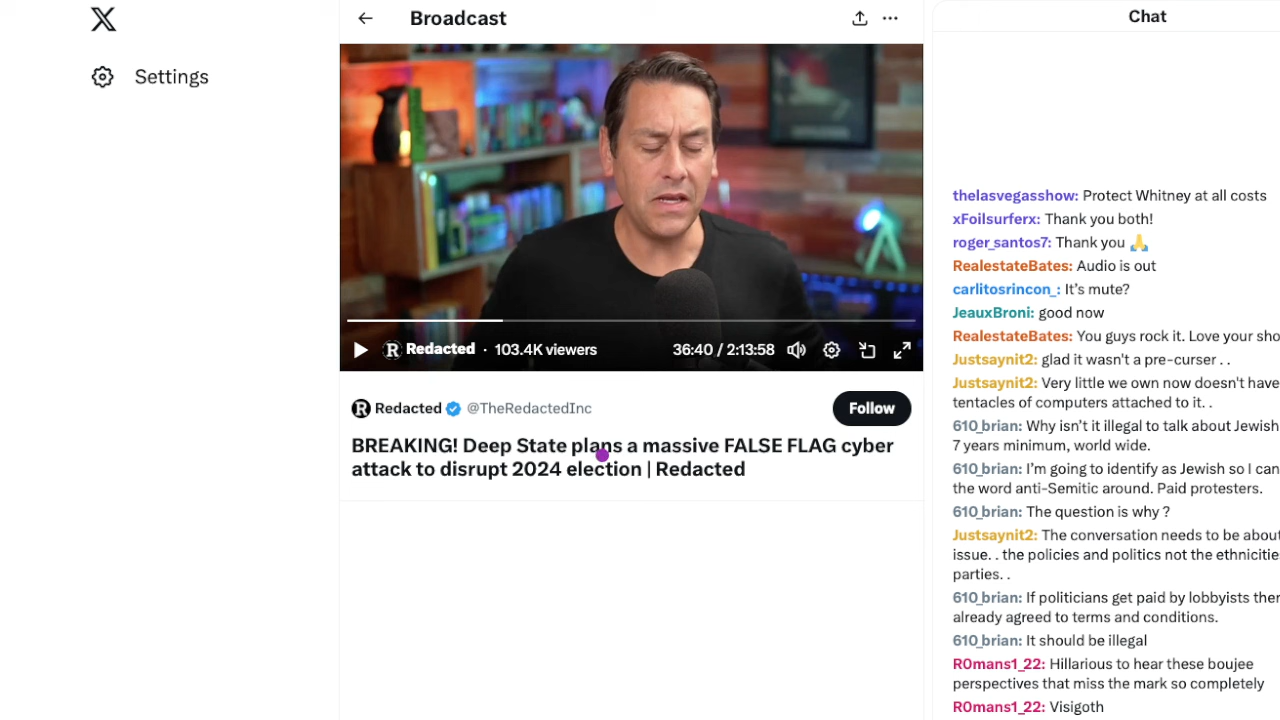 Broadcast
Chat
Settings
Redacted · 103.4K viewers
36:40 / 2:13:58
Redacted @TheRedactedInc
Follow
BREAKING! Deep State plans a massive FALSE FLAG cyber
attack to disrupt 2024 election | Redacted
thelasvegasshow: Protect Whitney at all costs
xFoilsurferx: Thank you both!
roger_santos7: Thank you 🙏
RealestateBates: Audio is out
carlitosrincon_: It's mute?
JeauxBroni: good now
RealestateBates: You guys rock it. Love your sho
Justsaynit2: glad it wasn't a pre-curser . .
Justsaynit2: Very little we own now doesn't have
tentacles of computers attached to it. .
610_brian: Why isn't it illegal to talk about Jewish
7 years minimum, world wide.
610_brian: I'm going to identify as Jewish so I can
the word anti-Semitic around. Paid protesters.
610_brian: The question is why ?
Justsaynit2: The conversation needs to be about
issue. . the policies and politics not the ethnicitie
parties. .
610_brian: If politicians get paid by lobbyists ther
already agreed to terms and conditions.
610_brian: It should be illegal
R0mans1_22: Hillarious to hear these boujee
perspectives that miss the mark so completely
R0mans1_22: Visigoth